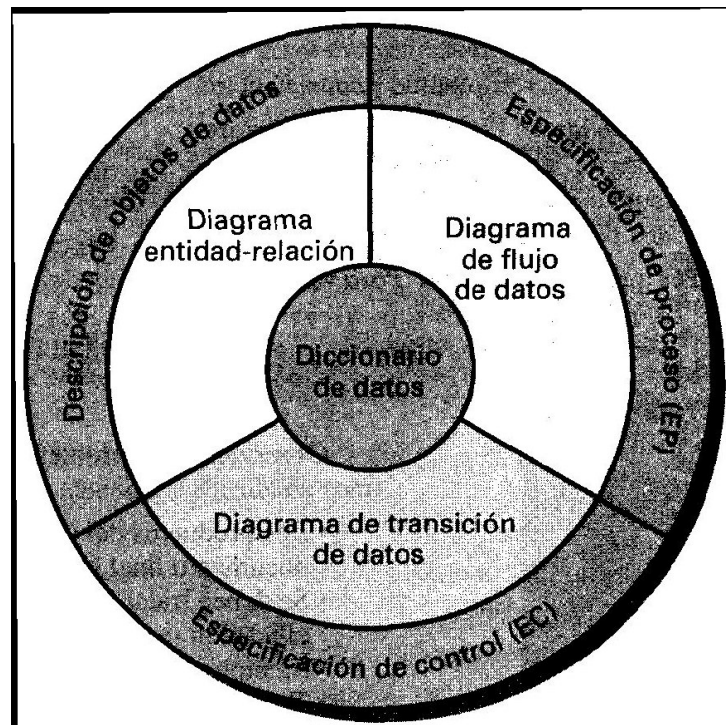 Descripción de objetos de datos
Especificación de proceso (EP)
Diagrama
entidad-relación
Diagrama
de flujo
de datos
Diccionario
de datos
Diagrama de transición
de datos
Especificación de control (EC)